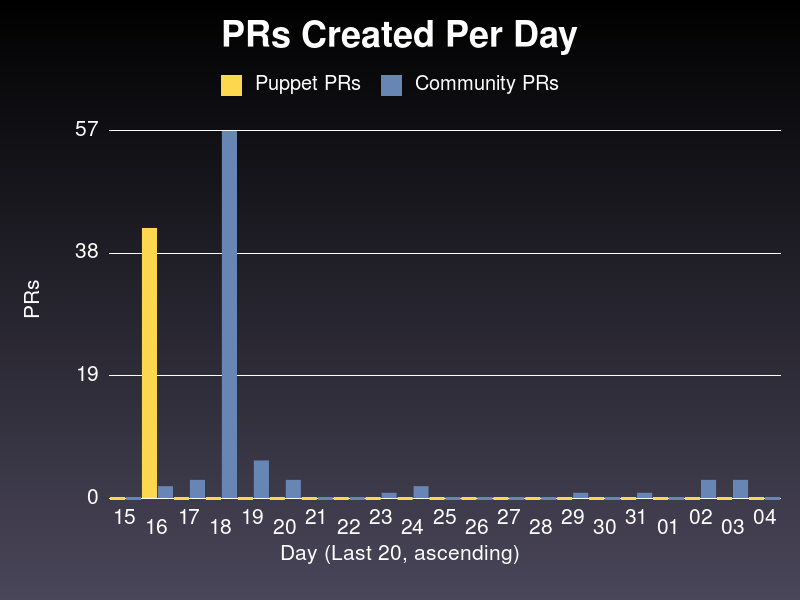 PRs Created Per Day
Puppet PRs Community PRs
57
38
19
0
PRs
15 16 17 18 19 20 21 22 23 24 25 26 27 28 29 30 31 01 02 03 04
Day (Last 20, ascending)